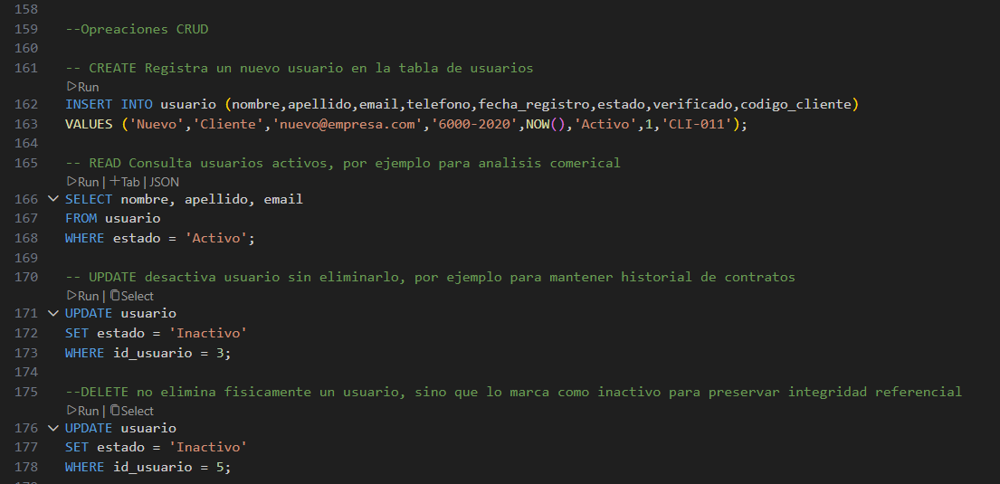 158
159 --Opreaciones CRUD
160
161 -- CREATE Registra un nuevo usuario en la tabla de usuarios
Run
162 INSERT INTO usuario (nombre,apellido,email,telefono,fecha_registro,estado,verificado,codigo_cliente)
163 VALUES ('Nuevo','Cliente','nuevo@empresa.com','6000-2020',NOW(),'Activo',1,'CLI-011');
164
165 -- READ Consulta usuarios activos, por ejemplo para analisis comerical
Run | +Tab | JSON
166 SELECT nombre, apellido, email
167 FROM usuario
168 WHERE estado = 'Activo';
169
170 -- UPDATE desactiva usuario sin eliminarlo, por ejemplo para mantener historial de contratos
Run | Select
171 UPDATE usuario
172 SET estado = 'Inactivo'
173 WHERE id_usuario = 3;
174
175 --DELETE no elimina fisicamente un usuario, sino que lo marca como inactivo para preservar integridad referencial
Run | Select
176 UPDATE usuario
177 SET estado = 'Inactivo'
178 WHERE id_usuario = 5;